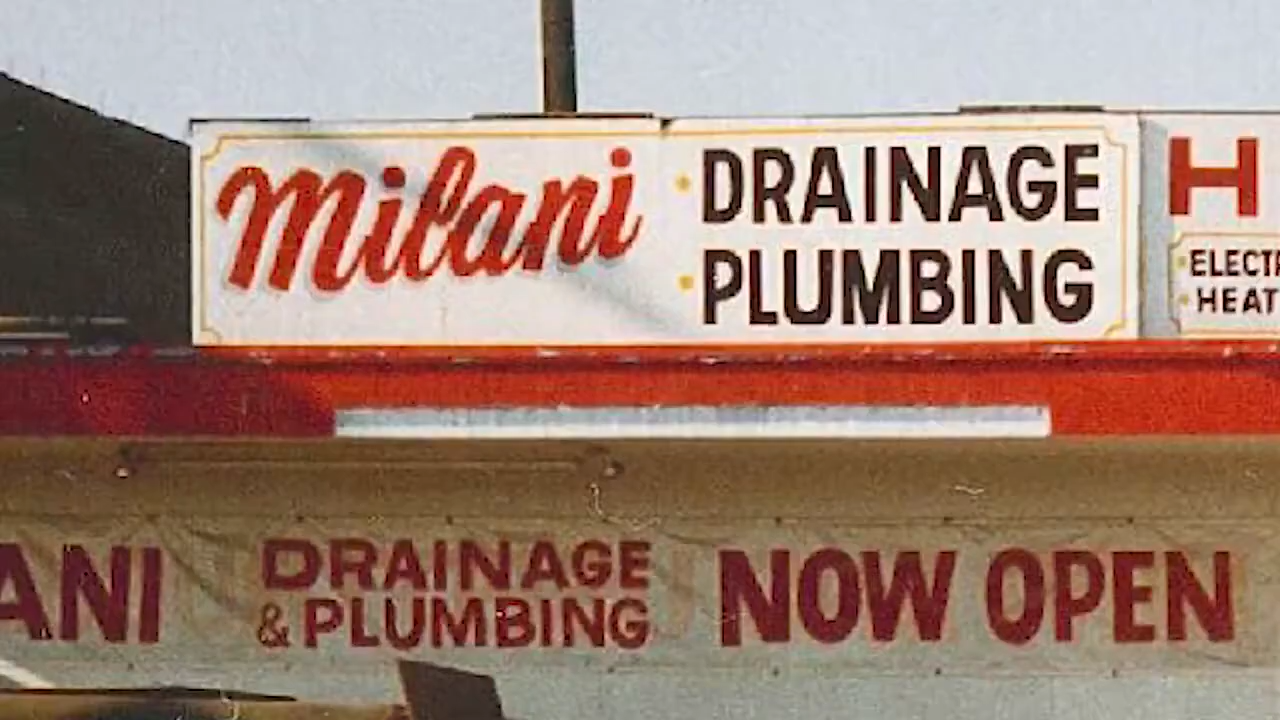 Milani
DRAINAGE
PLUMBING
H
ELECT
HEAT
ANI
DRAINAGE
& PLUMBING
NOW OPEN